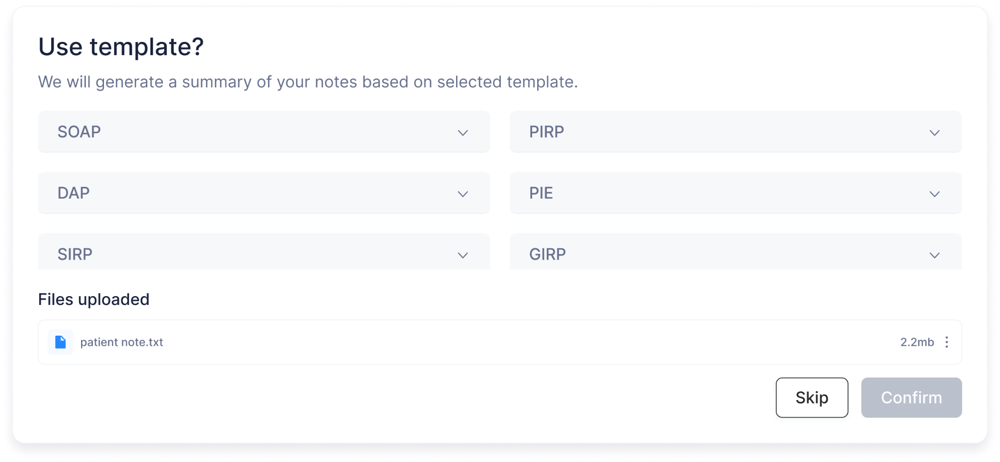 Use template?
We will generate a summary of your notes based on selected template.
SOAP
PIRP
DAP
PIE
SIRP
GIRP
Files uploaded
patient note.txt
2.2mb
Skip
Confirm